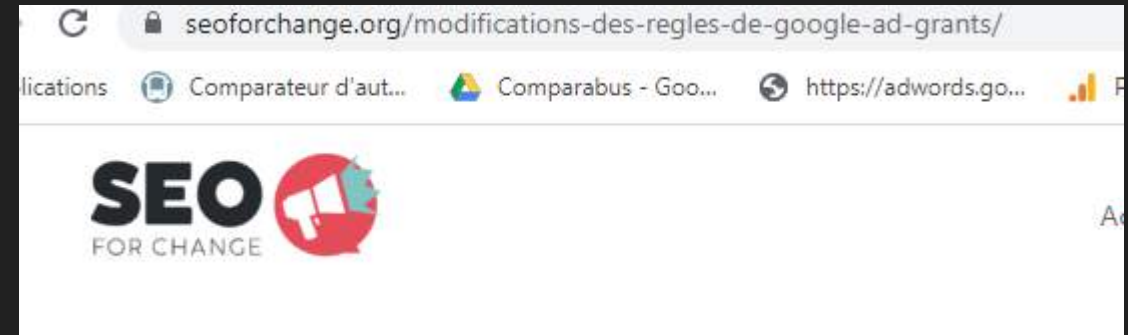 seoforchange.org/modifications-des-regles-de-google-ad-grants/
Comparateur d'aut... Comparabus - Goo... https://adwords.go...
SEO
FOR CHANGE